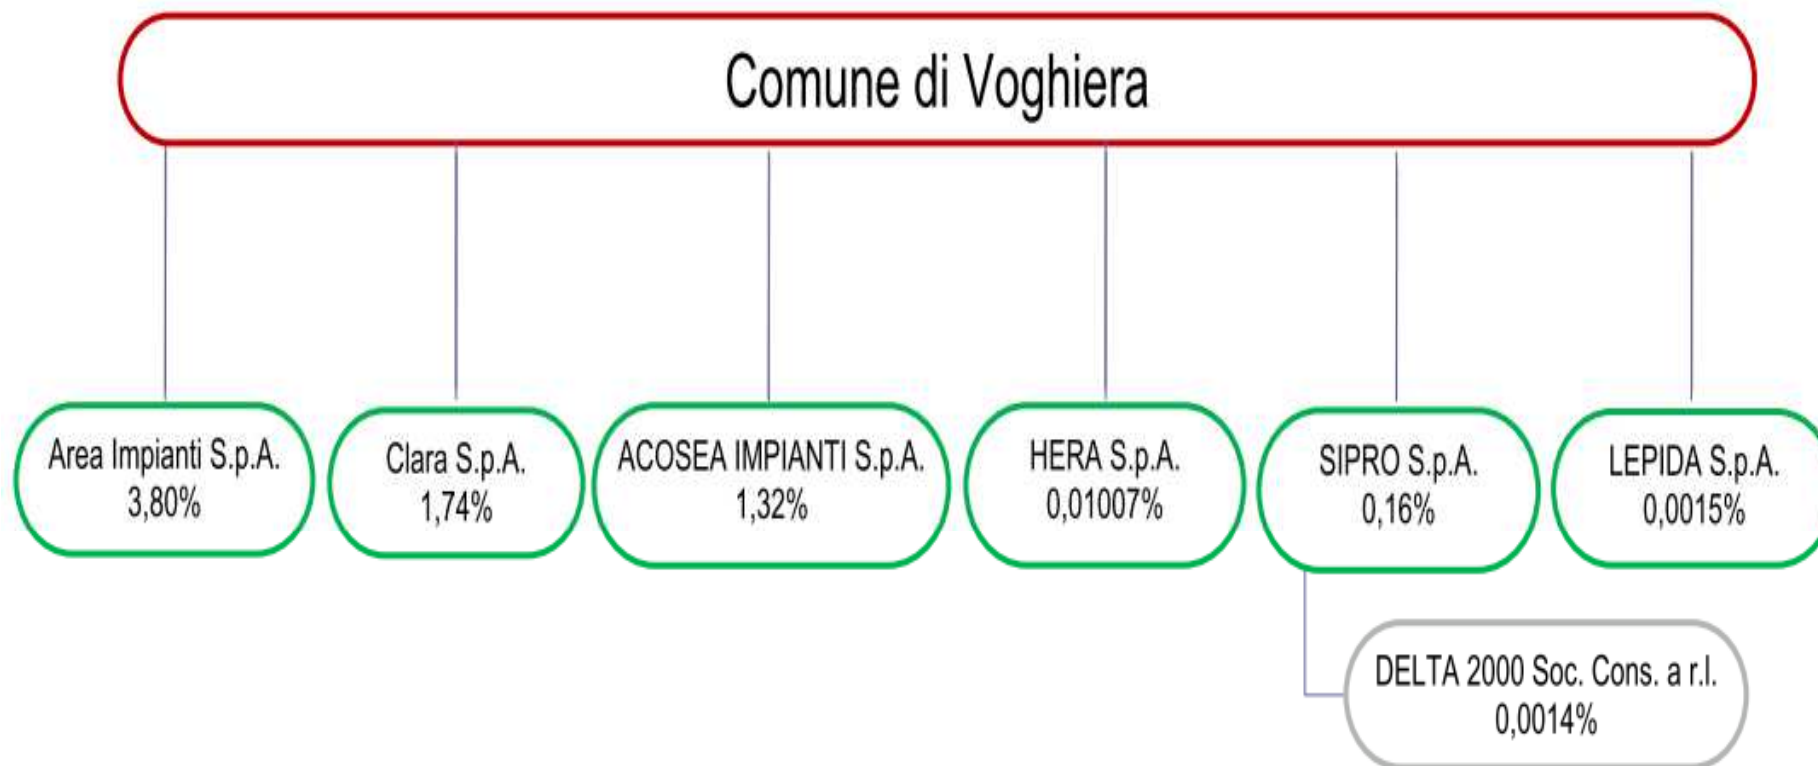 Comune di Voghiera
Area Impianti S.p.A.
3,80%
Clara S.p.A.
1,74%
ACOSEA IMPIANTI S.p.A.
1,32%
HERA S.p.A.
0,01007%
SIPRO S.p.A.
0,16%
LEPIDA S.p.A.
0,0015%
DELTA 2000 Soc. Cons. a r.l.
0,0014%